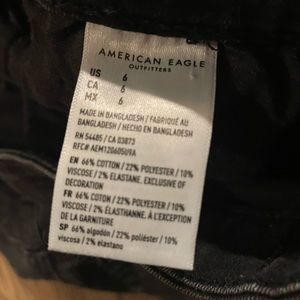 AMERICAN EAGLE
OUTFITTERS
US 6
CA 6
MX 6
MADE IN BANGLADESH / FABRIQUÉ AU
BANGLADESH / HECHO EN BANGLADESH
RN 54485 / CA 03873
RFC# AEM120605U9A
EN 66% COTTON / 22% POLYESTER / 10%
VISCOSE / 2% ELASTANE. EXCLUSIVE OF
DECORATION
FR 66% COTON / 22% POLYESTER / 10%
VISCOSE / 2% ÉLASTHANNE. À L'EXCEPTION
DE LA GARNITURE
SP 66% algodón / 22% poliéster / 10%
viscosa / 2% elastano